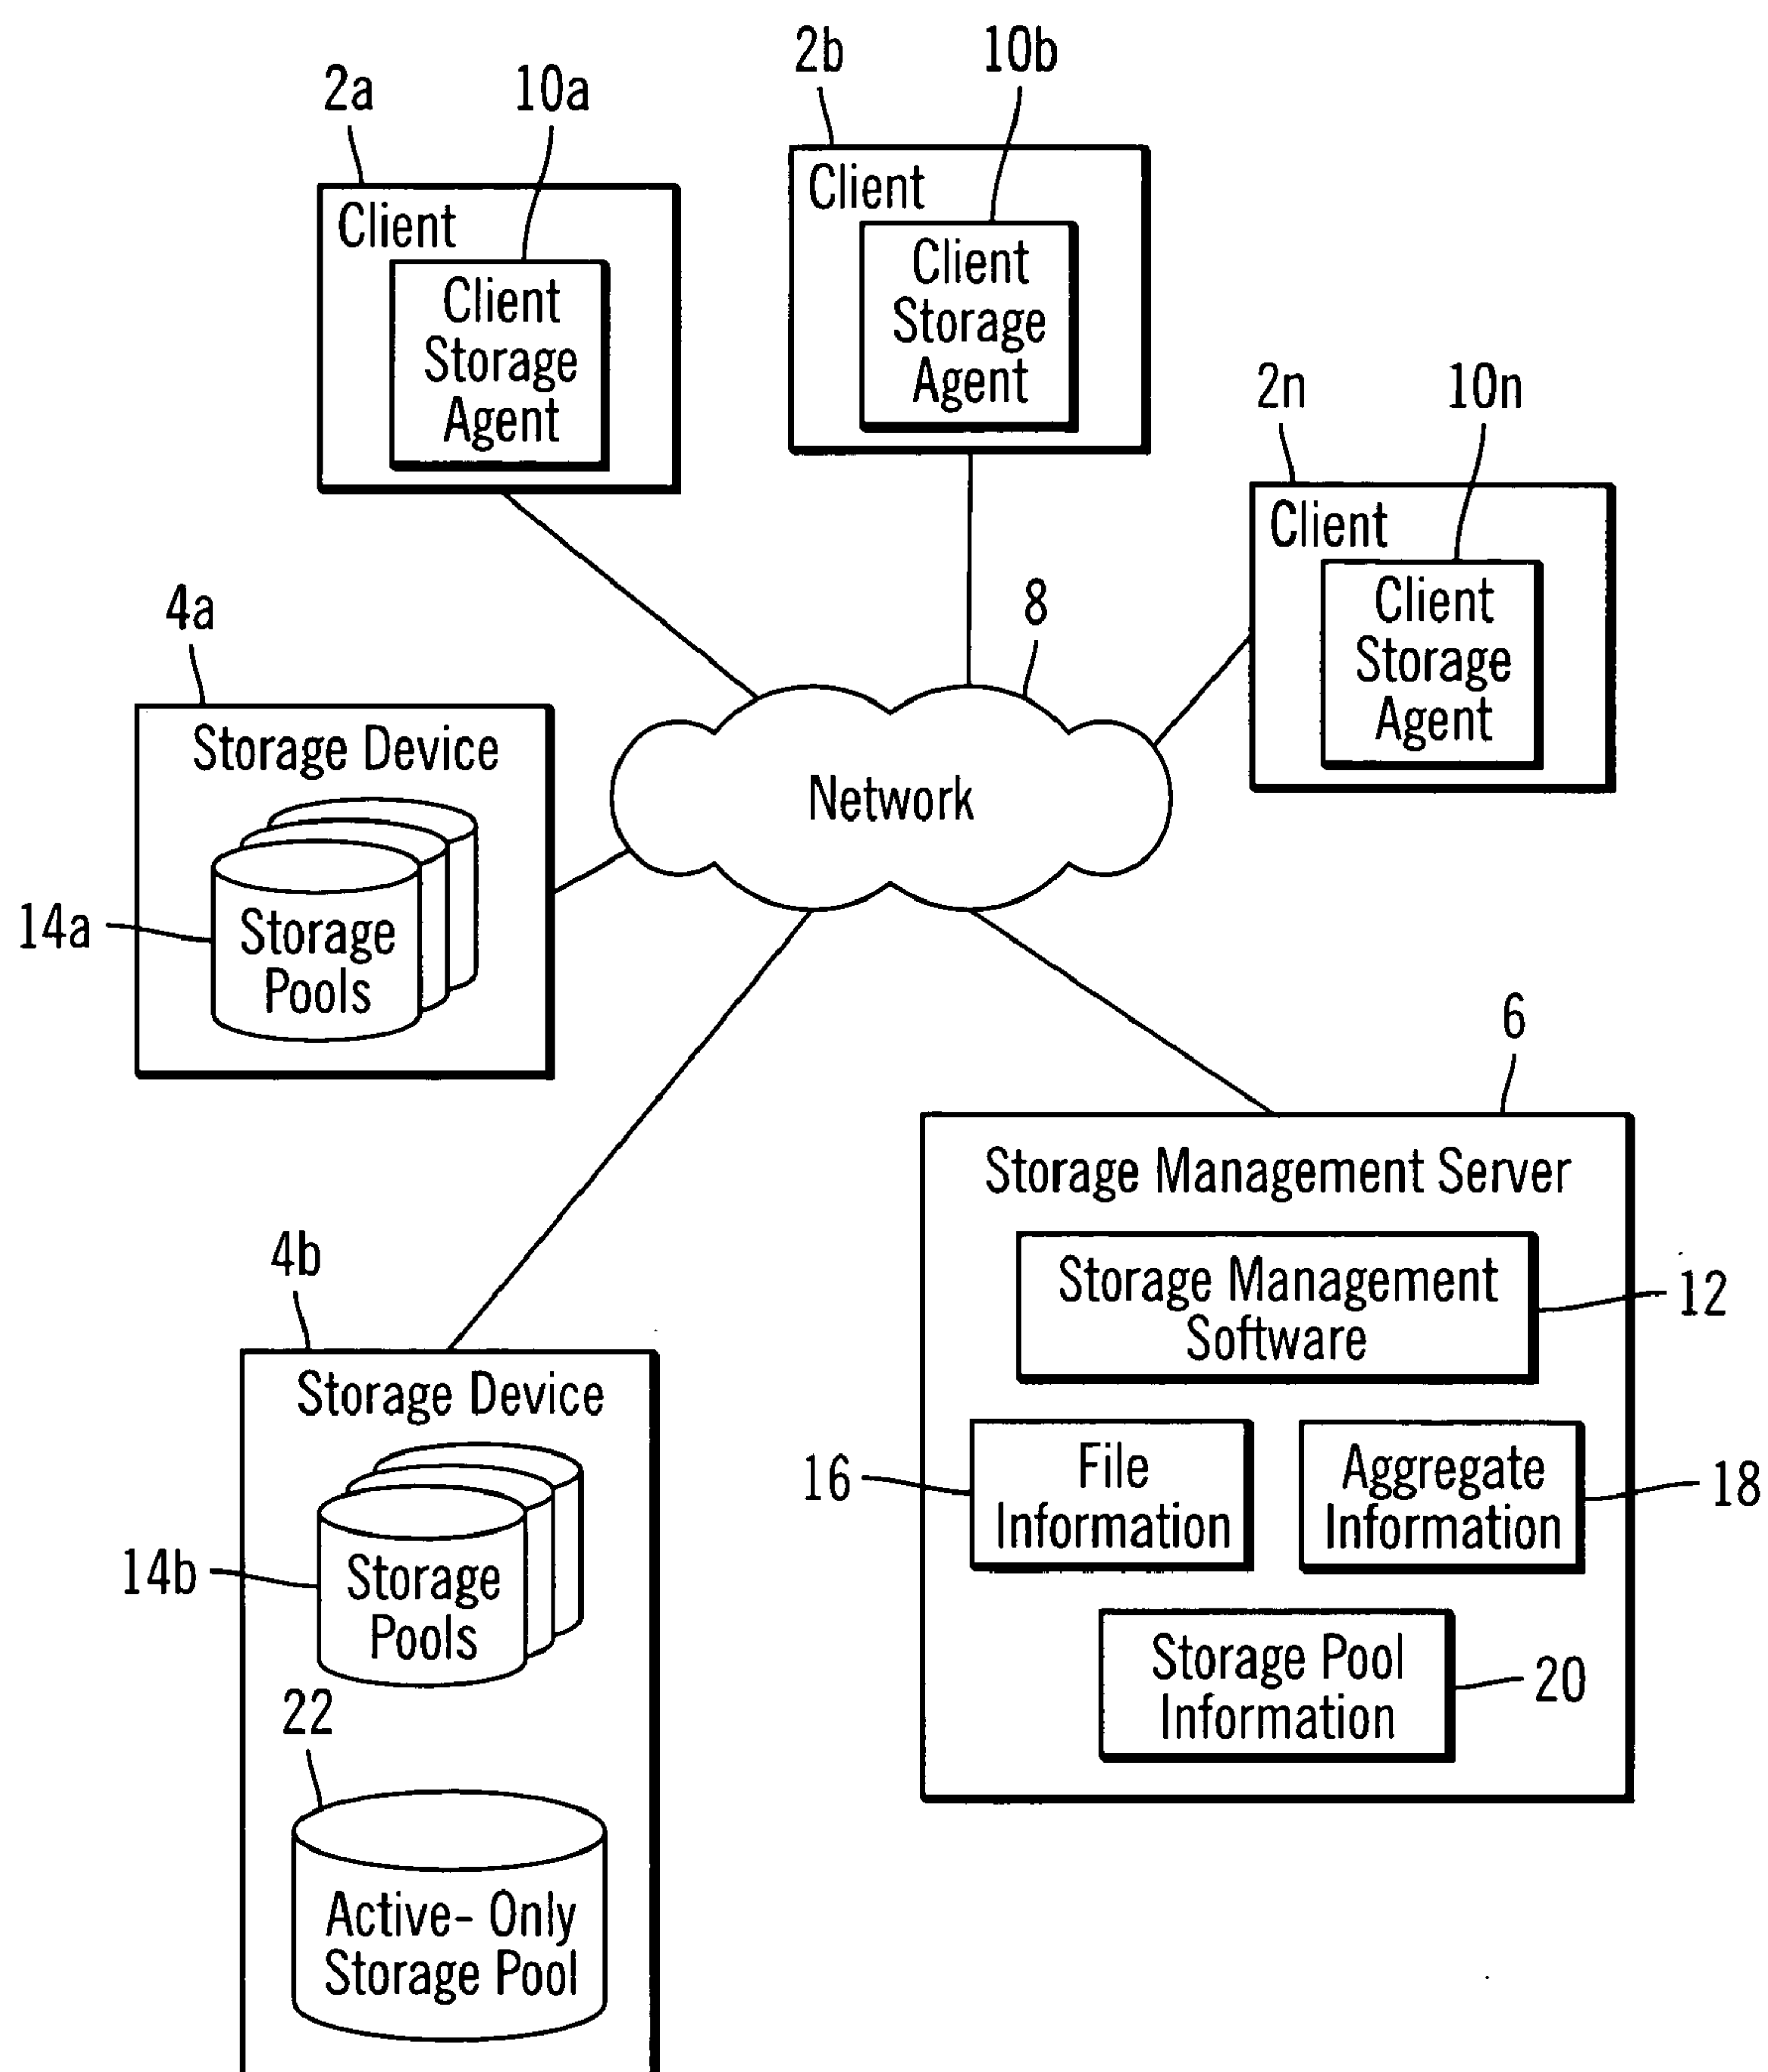 2b
10b
2a
10a
Client
Client
Storage
Agent
Client
Client
Storage
Agent
2n
10n
Client
Client
Storage
Agent
8
Network
4a
Storage Device
14a
Storage
Pools
6
Storage Management Server
Storage Management
Software
12
16
File
Information
Aggregate
Information
18
Storage Pool
Information
20
4b
Storage Device
14b
Storage
Pools
22
Active- Only
Storage Pool